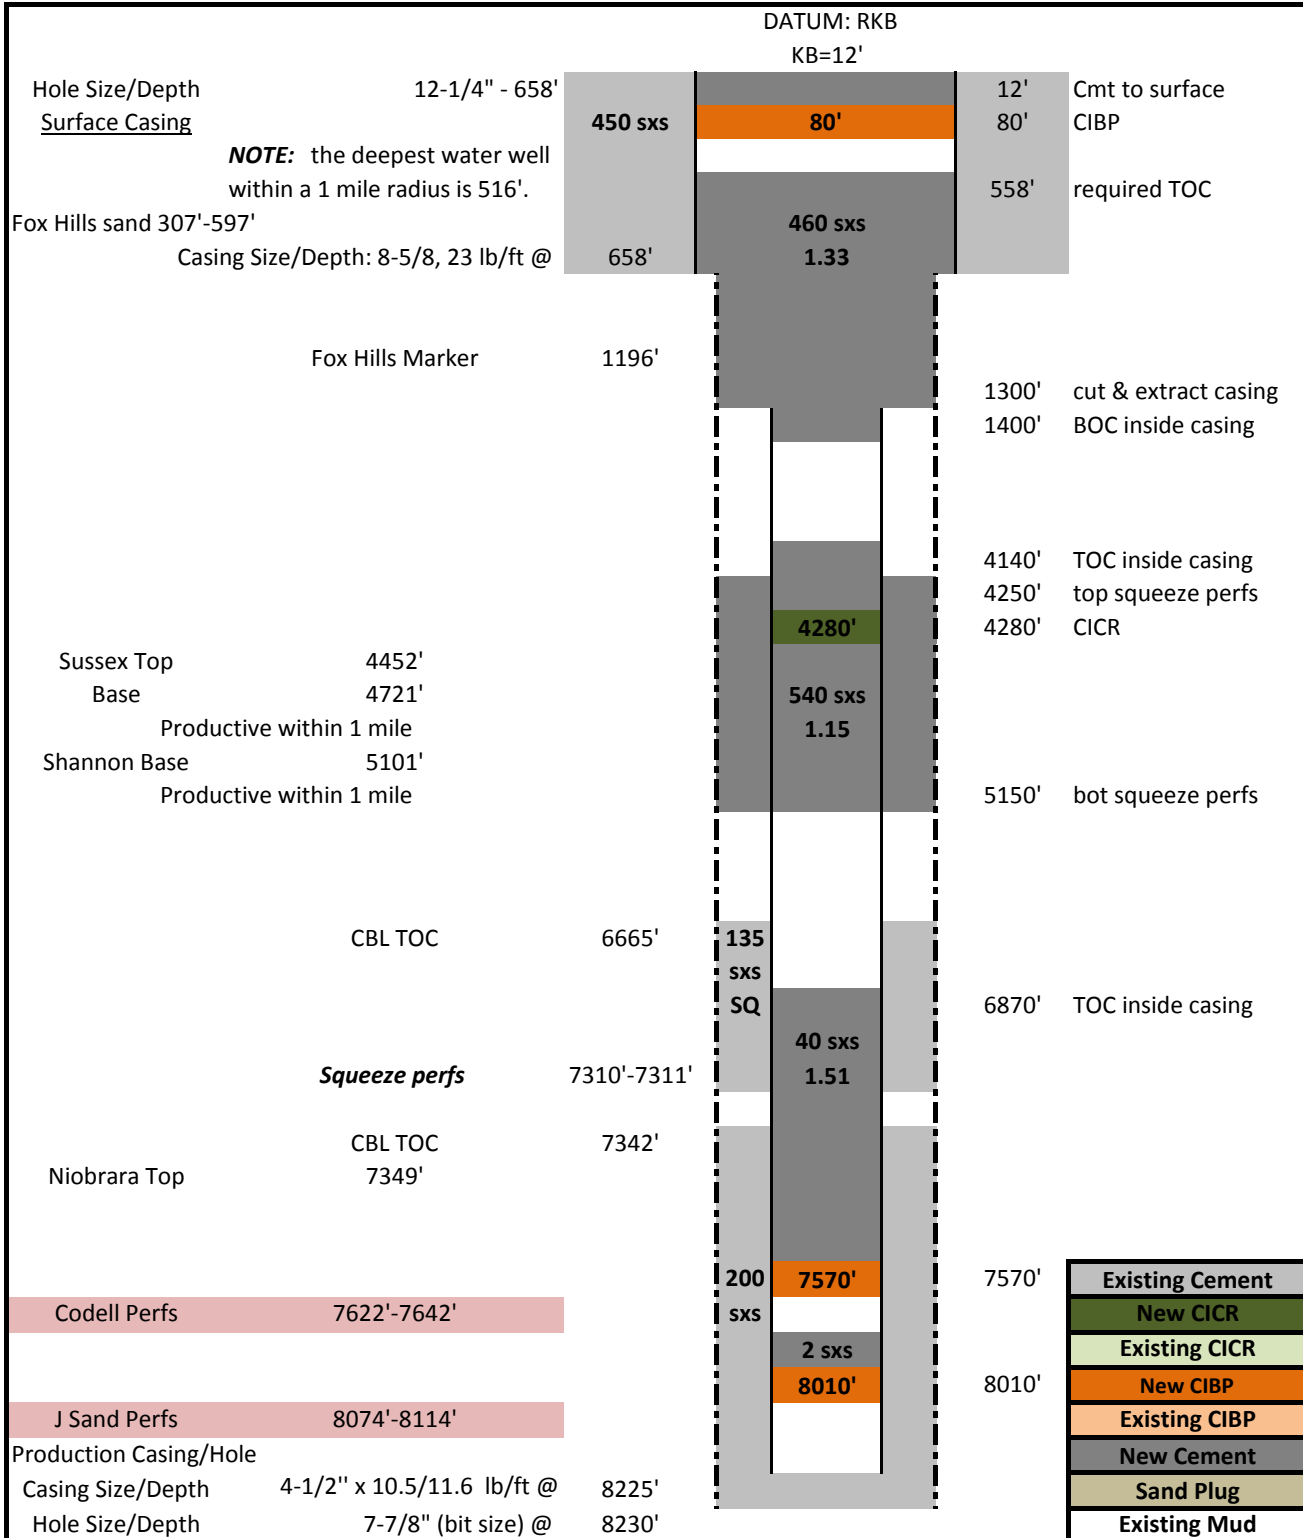 DATUM: RKB
KB=12'
Hole Size/Depth 12-1/4" - 658' 12' Cmt to surface
Surface Casing 450 sxs 80' 80' CIBP
NOTE: the deepest water well
within a 1 mile radius is 516'. 558' required TOC
Fox Hills sand 307'-597' 460 sxs
Casing Size/Depth: 8-5/8, 23 lb/ft @ 658' 1.33
Fox Hills Marker 1196'
1300' cut & extract casing
1400' BOC inside casing
4140' TOC inside casing
4250' top squeeze perfs
4280' 4280' CICR
Sussex Top 4452'
Base 4721' 540 sxs
Productive within 1 mile 1.15
Shannon Base 5101'
Productive within 1 mile 5150' bot squeeze perfs
CBL TOC 6665' 135
sxs
SQ 6870' TOC inside casing
40 sxs
Squeeze perfs 7310'-7311' 1.51
CBL TOC 7342'
Niobrara Top 7349'
200 7570' 7570' Existing Cement
Codell Perfs 7622'-7642' sxs New CICR
2 sxs Existing CICR
8010' 8010' New CIBP
J Sand Perfs 8074'-8114' Existing CIBP
Production Casing/Hole New Cement
Casing Size/Depth 4-1/2'' x 10.5/11.6 lb/ft @ 8225' Sand Plug
Hole Size/Depth 7-7/8" (bit size) @ 8230' Existing Mud